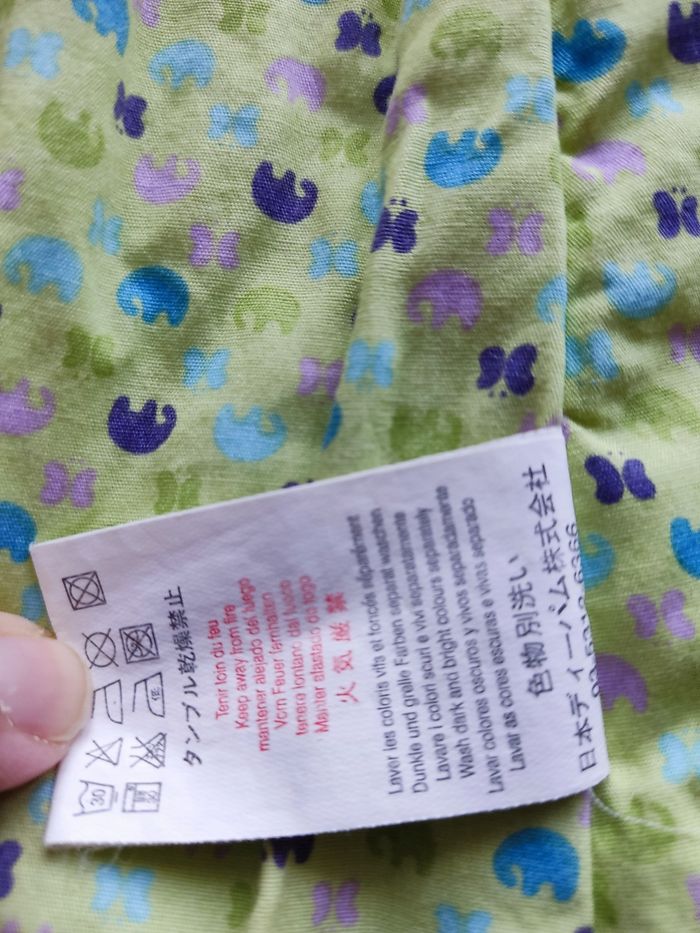 タンブル乾燥禁止
Tenir loin du feu
Keep away from fire
mantener alejado del fuego
Vom Feuer fernhalten
tenere lontano dal fuoco
Manter afastado do fogo
火気厳禁
Laver les coloris vifs et foncés séparément
Dunkle und grelle Farben separat waschen
Lavare i colori scuri e vivi separatamente
Wash dark and bright colours separately
Lavar colores oscuros y vivos separadamente
Lavar as cores escuras e vivas separado
色物別洗い
日本ディーパム株式会社
30